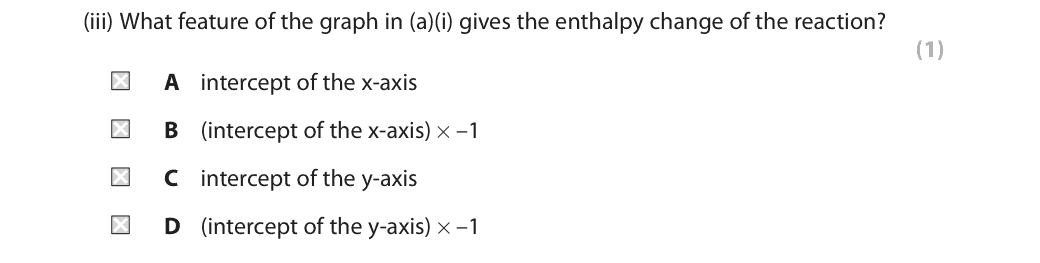 (iii) What feature of the graph in (a)(i) gives the enthalpy change of the reaction?
(1)
A intercept of the x-axis
B (intercept of the x-axis) × –1
C intercept of the y-axis
D (intercept of the y-axis) × –1